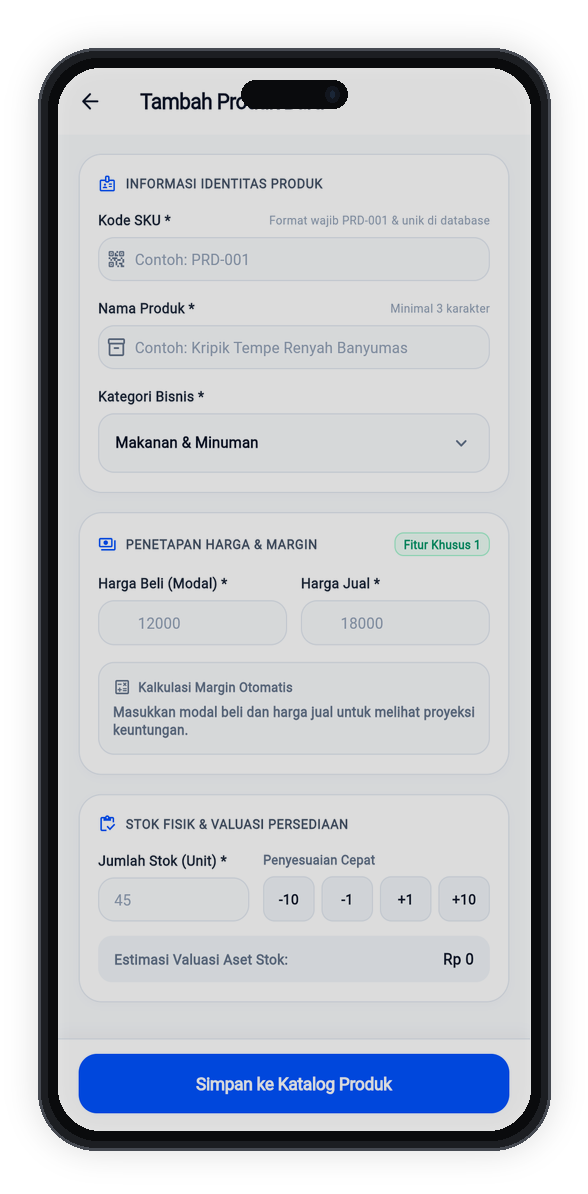 Tambah
INFORMASI IDENTITAS PRODUK
Kode SKU *
Format wajib PRD-001 & unik di database
Contoh: PRD-001
Nama Produk *
Minimal 3 karakter
Contoh: Kripik Tempe Renyah Banyumas
Kategori Bisnis *
Makanan & Minuman
PENETAPAN HARGA & MARGIN
Fitur Khusus 1
Harga Beli (Modal) *
Harga Jual *
12000
18000
Kalkulasi Margin Otomatis
Masukkan modal beli dan harga jual untuk melihat proyeksi
keuntungan.
STOK FISIK & VALUASI PERSEDIAAN
Jumlah Stok (Unit) *
Penyesuaian Cepat
45
-10
-1
+1
+10
Estimasi Valuasi Aset Stok:
Rp 0
Simpan ke Katalog Produk